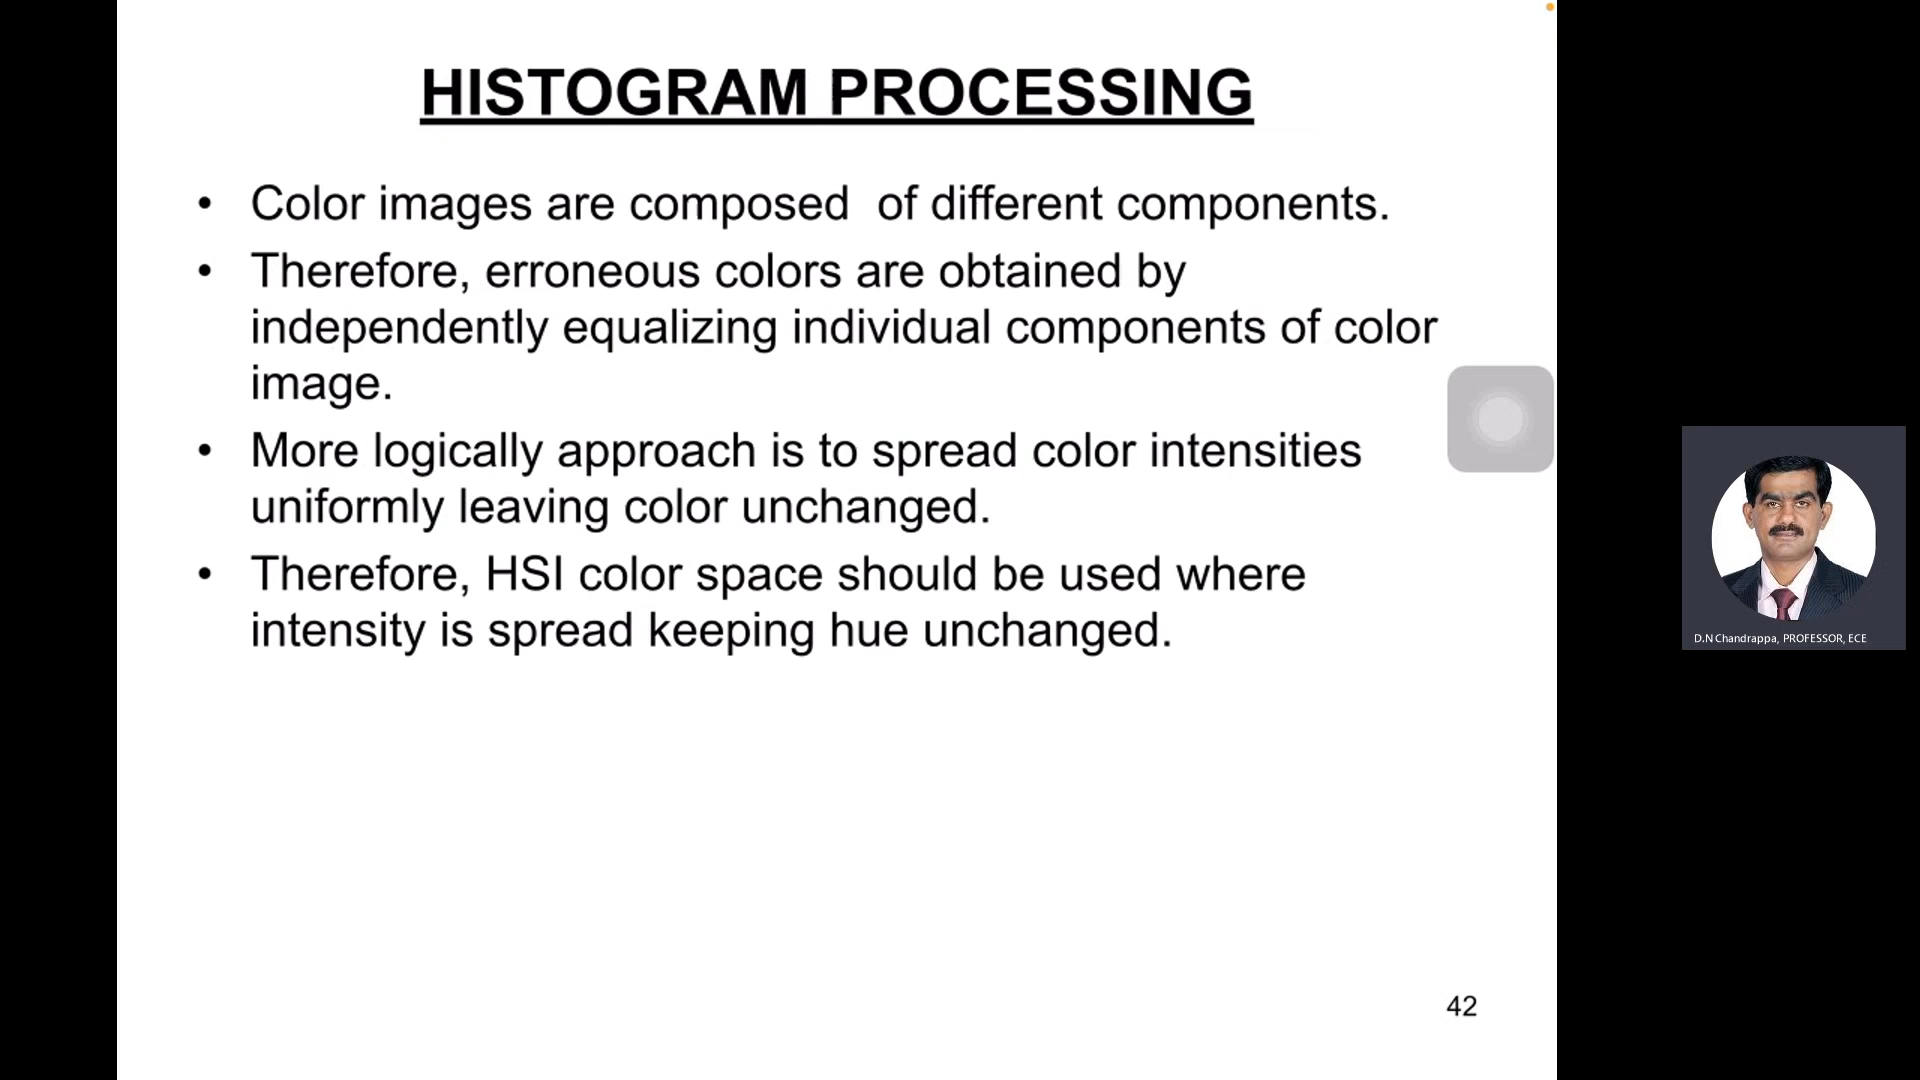 HISTOGRAM PROCESSING
• Color images are composed  of different components.
• Therefore, erroneous colors are obtained by
independently equalizing individual components of color
image.
• More logically approach is to spread color intensities
uniformly leaving color unchanged.
• Therefore, HSI color space should be used where
intensity is spread keeping hue unchanged.
D.N Chandrappa, PROFESSOR, ECE
42